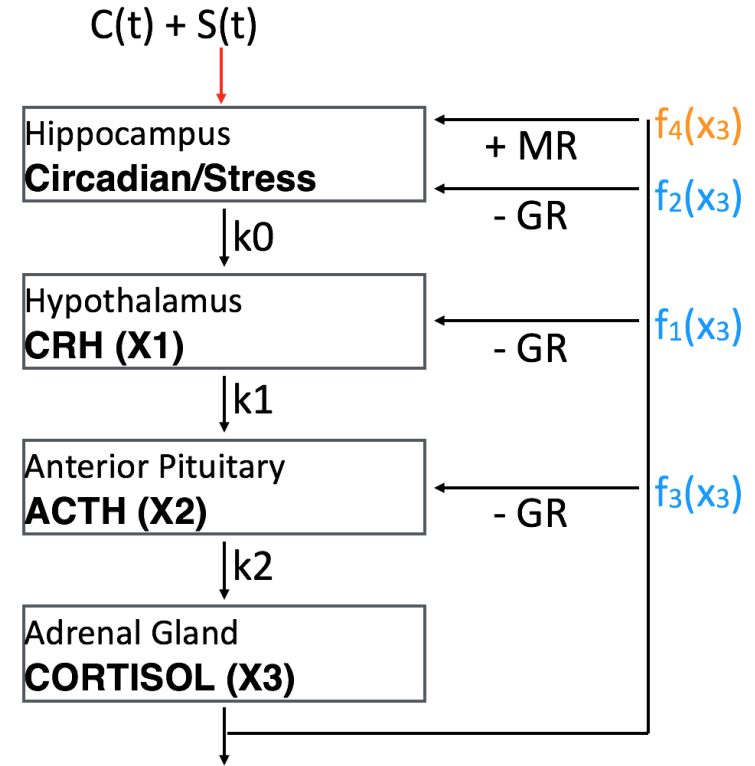 C(t) + S(t)
Hippocampus
Circadian/Stress
+ MR
f4(x3)
- GR
f2(x3)
k0
Hypothalamus
CRH (X1)
- GR
f1(x3)
k1
Anterior Pituitary
ACTH (X2)
- GR
f3(x3)
k2
Adrenal Gland
CORTISOL (X3)